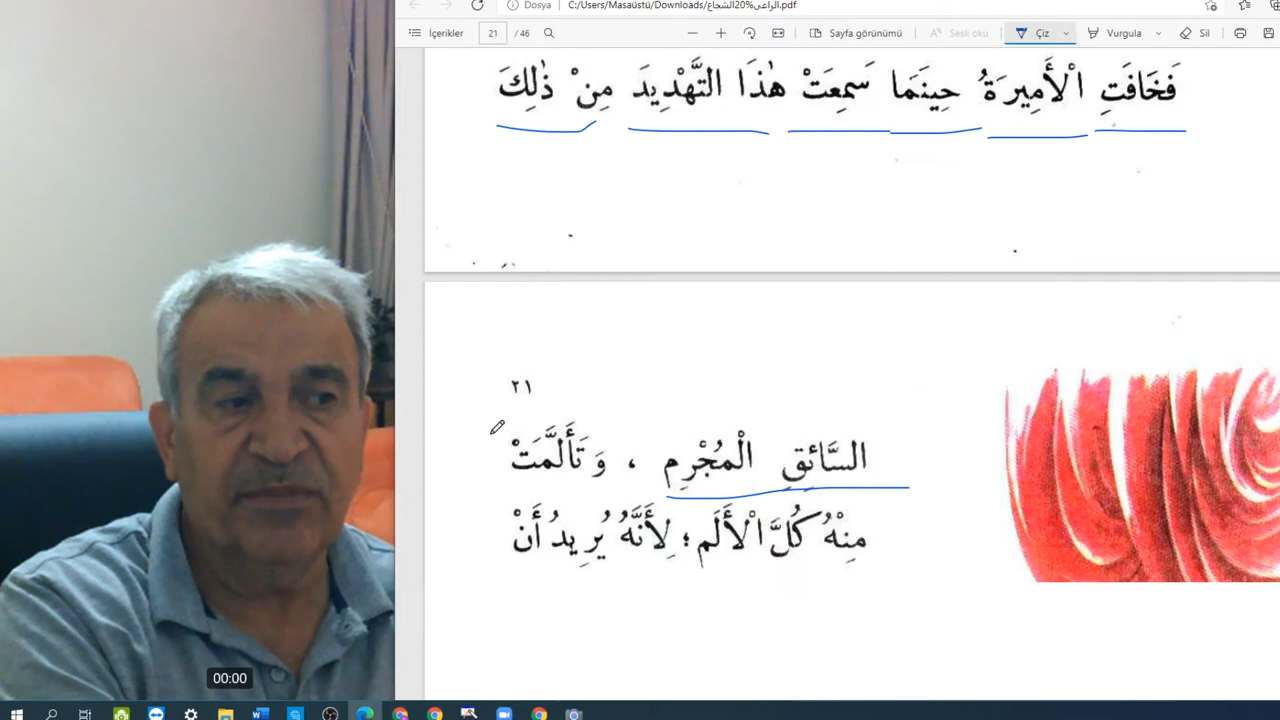 Dosya
C:/Users/Masaüstü/Downloads/الراعى%20الشجاع.pdf
İçerikler
21
/ 46
Sayfa görünümü
Sesli oku
Çiz
Vurgula
Sil
فَخَافَتِ الْأَمِيرَةُ حِينَمَا سَمِعَتْ هٰذَا التَّهْدِيدَ مِنْ ذٰلِكَ
٢١
السَّائِقِ الْمُجْرِمِ ، وَتَأَلَّمَتْ
مِنْهُ كُلَّ الْأَلَمِ ؛ لِأَنَّهُ يُرِيدُ أَنْ
00:00